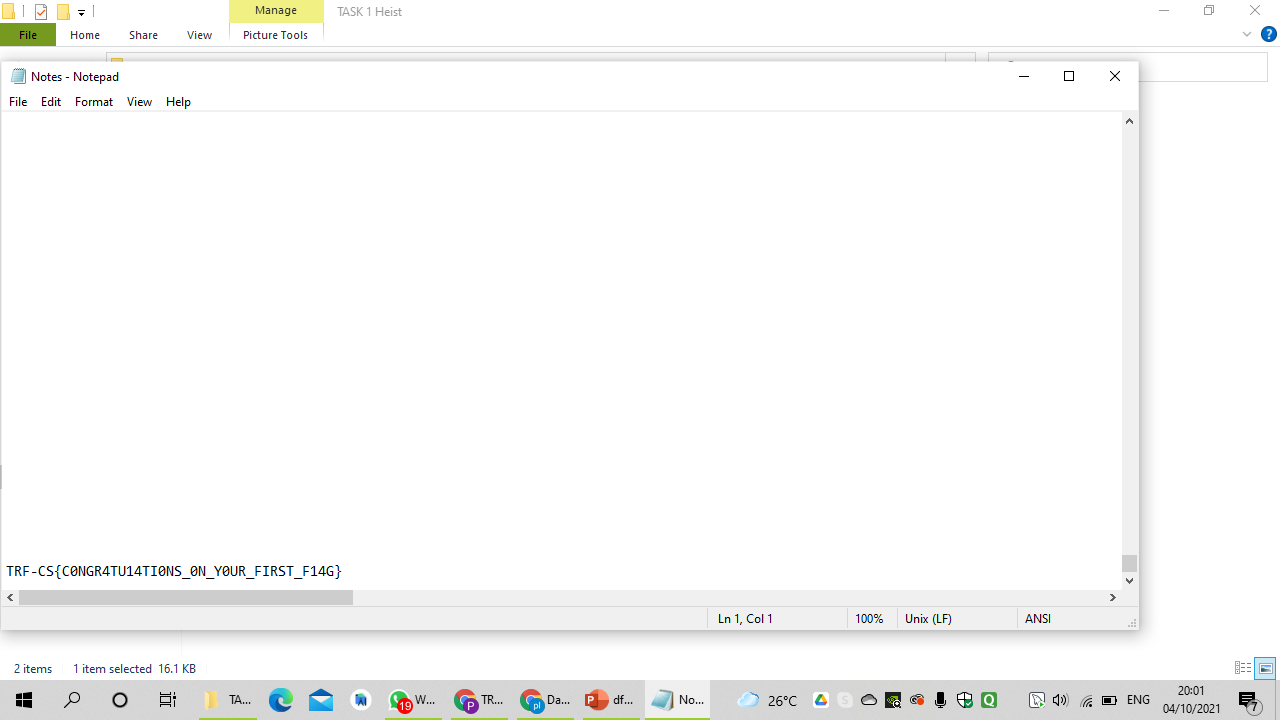 Manage
TASK 1 Heist
File
Home
Share
View
Picture Tools
?
Notes - Notepad
File
Edit
Format
View
Help
TRF-CS{C0NGR4TU14TI0NS_0N_Y0UR_FIRST_F14G}
Ln 1, Col 1
100%
Unix (LF)
ANSI
2 items
1 item selected
16.1 KB
TA...
19
W...
P
TR...
pl
Da...
P
df...
No...
26°C
S
Q
ENG
20:01
04/10/2021
7